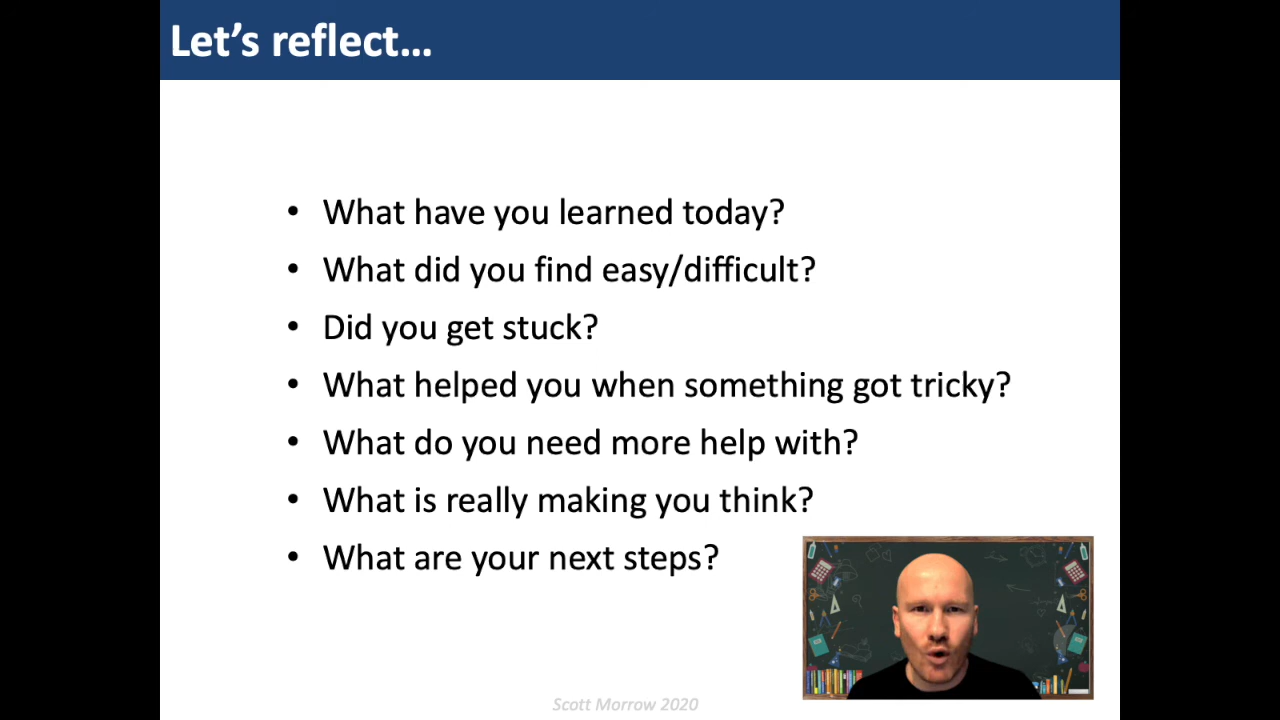 Let's reflect…
• What have you learned today?
• What did you find easy/difficult?
• Did you get stuck?
• What helped you when something got tricky?
• What do you need more help with?
• What is really making you think?
• What are your next steps?
Scott Morrow 2020